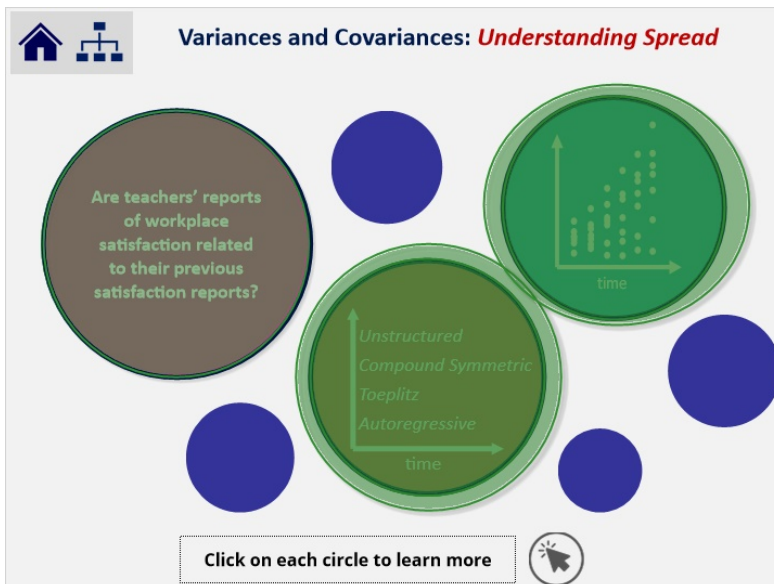 Variances and Covariances: Understanding Spread
Are teachers' reports
of workplace
satisfaction related
to their previous
satisfaction reports?
time
Unstructured
Compound Symmetric
Toeplitz
Autoregressive
time
Click on each circle to learn more